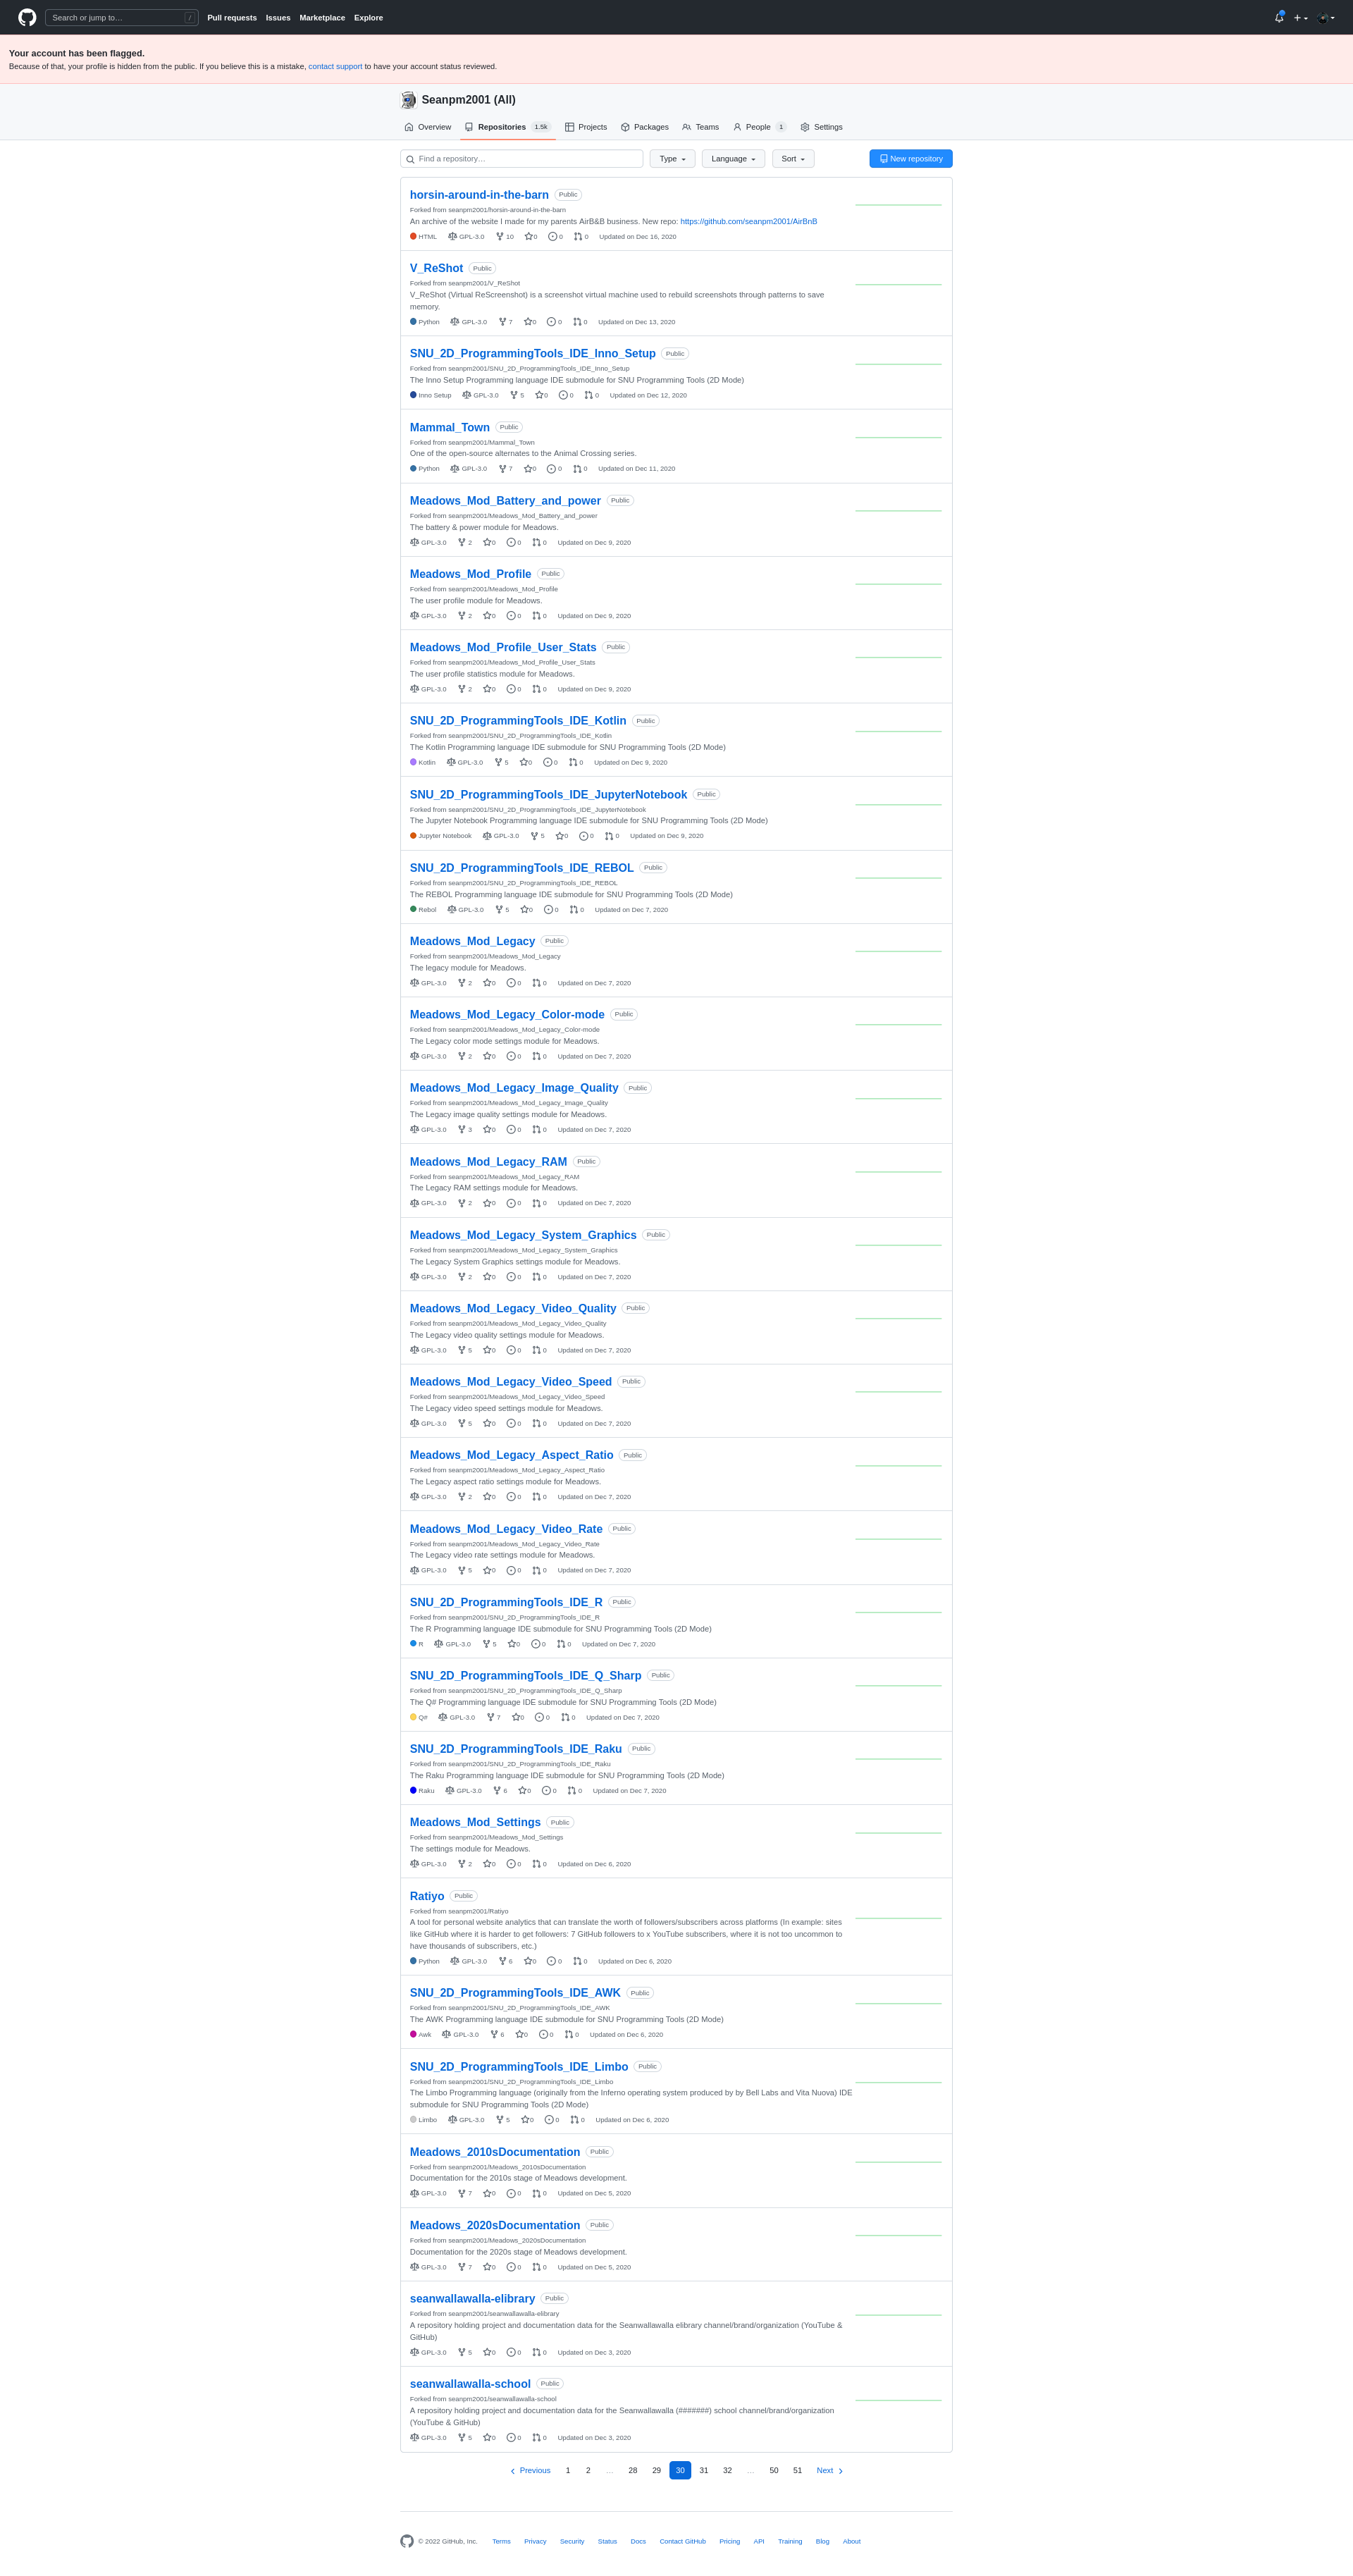 Search or jump to… /
Pull requests Issues Marketplace Explore
Your account has been flagged.
Because of that, your profile is hidden from the public. If you believe this is a mistake, contact support to have your account status reviewed.
Seanpm2001 (All)
Overview Repositories 1.5k Projects Packages Teams People 1 Settings
Find a repository… Type Language Sort New repository
horsin-around-in-the-barn Public
Forked from seanpm2001/horsin-around-in-the-barn
An archive of the website I made for my parents AirB&B business. New repo: https://github.com/seanpm2001/AirBnB
HTML GPL-3.0 10 0 0 0 Updated on Dec 16, 2020
V_ReShot Public
Forked from seanpm2001/V_ReShot
V_ReShot (Virtual ReScreenshot) is a screenshot virtual machine used to rebuild screenshots through patterns to save
memory.
Python GPL-3.0 7 0 0 0 Updated on Dec 13, 2020
SNU_2D_ProgrammingTools_IDE_Inno_Setup Public
Forked from seanpm2001/SNU_2D_ProgrammingTools_IDE_Inno_Setup
The Inno Setup Programming language IDE submodule for SNU Programming Tools (2D Mode)
Inno Setup GPL-3.0 5 0 0 0 Updated on Dec 12, 2020
Mammal_Town Public
Forked from seanpm2001/Mammal_Town
One of the open-source alternates to the Animal Crossing series.
Python GPL-3.0 7 0 0 0 Updated on Dec 11, 2020
Meadows_Mod_Battery_and_power Public
Forked from seanpm2001/Meadows_Mod_Battery_and_power
The battery & power module for Meadows.
GPL-3.0 2 0 0 0 Updated on Dec 9, 2020
Meadows_Mod_Profile Public
Forked from seanpm2001/Meadows_Mod_Profile
The user profile module for Meadows.
GPL-3.0 2 0 0 0 Updated on Dec 9, 2020
Meadows_Mod_Profile_User_Stats Public
Forked from seanpm2001/Meadows_Mod_Profile_User_Stats
The user profile statistics module for Meadows.
GPL-3.0 2 0 0 0 Updated on Dec 9, 2020
SNU_2D_ProgrammingTools_IDE_Kotlin Public
Forked from seanpm2001/SNU_2D_ProgrammingTools_IDE_Kotlin
The Kotlin Programming language IDE submodule for SNU Programming Tools (2D Mode)
Kotlin GPL-3.0 5 0 0 0 Updated on Dec 9, 2020
SNU_2D_ProgrammingTools_IDE_JupyterNotebook Public
Forked from seanpm2001/SNU_2D_ProgrammingTools_IDE_JupyterNotebook
The Jupyter Notebook Programming language IDE submodule for SNU Programming Tools (2D Mode)
Jupyter Notebook GPL-3.0 5 0 0 0 Updated on Dec 9, 2020
SNU_2D_ProgrammingTools_IDE_REBOL Public
Forked from seanpm2001/SNU_2D_ProgrammingTools_IDE_REBOL
The REBOL Programming language IDE submodule for SNU Programming Tools (2D Mode)
Rebol GPL-3.0 5 0 0 0 Updated on Dec 7, 2020
Meadows_Mod_Legacy Public
Forked from seanpm2001/Meadows_Mod_Legacy
The legacy module for Meadows.
GPL-3.0 2 0 0 0 Updated on Dec 7, 2020
Meadows_Mod_Legacy_Color-mode Public
Forked from seanpm2001/Meadows_Mod_Legacy_Color-mode
The Legacy color mode settings module for Meadows.
GPL-3.0 2 0 0 0 Updated on Dec 7, 2020
Meadows_Mod_Legacy_Image_Quality Public
Forked from seanpm2001/Meadows_Mod_Legacy_Image_Quality
The Legacy image quality settings module for Meadows.
GPL-3.0 3 0 0 0 Updated on Dec 7, 2020
Meadows_Mod_Legacy_RAM Public
Forked from seanpm2001/Meadows_Mod_Legacy_RAM
The Legacy RAM settings module for Meadows.
GPL-3.0 2 0 0 0 Updated on Dec 7, 2020
Meadows_Mod_Legacy_System_Graphics Public
Forked from seanpm2001/Meadows_Mod_Legacy_System_Graphics
The Legacy System Graphics settings module for Meadows.
GPL-3.0 2 0 0 0 Updated on Dec 7, 2020
Meadows_Mod_Legacy_Video_Quality Public
Forked from seanpm2001/Meadows_Mod_Legacy_Video_Quality
The Legacy video quality settings module for Meadows.
GPL-3.0 5 0 0 0 Updated on Dec 7, 2020
Meadows_Mod_Legacy_Video_Speed Public
Forked from seanpm2001/Meadows_Mod_Legacy_Video_Speed
The Legacy video speed settings module for Meadows.
GPL-3.0 5 0 0 0 Updated on Dec 7, 2020
Meadows_Mod_Legacy_Aspect_Ratio Public
Forked from seanpm2001/Meadows_Mod_Legacy_Aspect_Ratio
The Legacy aspect ratio settings module for Meadows.
GPL-3.0 2 0 0 0 Updated on Dec 7, 2020
Meadows_Mod_Legacy_Video_Rate Public
Forked from seanpm2001/Meadows_Mod_Legacy_Video_Rate
The Legacy video rate settings module for Meadows.
GPL-3.0 5 0 0 0 Updated on Dec 7, 2020
SNU_2D_ProgrammingTools_IDE_R Public
Forked from seanpm2001/SNU_2D_ProgrammingTools_IDE_R
The R Programming language IDE submodule for SNU Programming Tools (2D Mode)
R GPL-3.0 5 0 0 0 Updated on Dec 7, 2020
SNU_2D_ProgrammingTools_IDE_Q_Sharp Public
Forked from seanpm2001/SNU_2D_ProgrammingTools_IDE_Q_Sharp
The Q# Programming language IDE submodule for SNU Programming Tools (2D Mode)
Q# GPL-3.0 7 0 0 0 Updated on Dec 7, 2020
SNU_2D_ProgrammingTools_IDE_Raku Public
Forked from seanpm2001/SNU_2D_ProgrammingTools_IDE_Raku
The Raku Programming language IDE submodule for SNU Programming Tools (2D Mode)
Raku GPL-3.0 6 0 0 0 Updated on Dec 7, 2020
Meadows_Mod_Settings Public
Forked from seanpm2001/Meadows_Mod_Settings
The settings module for Meadows.
GPL-3.0 2 0 0 0 Updated on Dec 6, 2020
Ratiyo Public
Forked from seanpm2001/Ratiyo
A tool for personal website analytics that can translate the worth of followers/subscribers across platforms (In example: sites
like GitHub where it is harder to get followers: 7 GitHub followers to x YouTube subscribers, where it is not too uncommon to
have thousands of subscribers, etc.)
Python GPL-3.0 6 0 0 0 Updated on Dec 6, 2020
SNU_2D_ProgrammingTools_IDE_AWK Public
Forked from seanpm2001/SNU_2D_ProgrammingTools_IDE_AWK
The AWK Programming language IDE submodule for SNU Programming Tools (2D Mode)
Awk GPL-3.0 6 0 0 0 Updated on Dec 6, 2020
SNU_2D_ProgrammingTools_IDE_Limbo Public
Forked from seanpm2001/SNU_2D_ProgrammingTools_IDE_Limbo
The Limbo Programming language (originally from the Inferno operating system produced by by Bell Labs and Vita Nuova) IDE
submodule for SNU Programming Tools (2D Mode)
Limbo GPL-3.0 5 0 0 0 Updated on Dec 6, 2020
Meadows_2010sDocumentation Public
Forked from seanpm2001/Meadows_2010sDocumentation
Documentation for the 2010s stage of Meadows development.
GPL-3.0 7 0 0 0 Updated on Dec 5, 2020
Meadows_2020sDocumentation Public
Forked from seanpm2001/Meadows_2020sDocumentation
Documentation for the 2020s stage of Meadows development.
GPL-3.0 7 0 0 0 Updated on Dec 5, 2020
seanwallawalla-elibrary Public
Forked from seanpm2001/seanwallawalla-elibrary
A repository holding project and documentation data for the Seanwallawalla elibrary channel/brand/organization (YouTube &
GitHub)
GPL-3.0 5 0 0 0 Updated on Dec 3, 2020
seanwallawalla-school Public
Forked from seanpm2001/seanwallawalla-school
A repository holding project and documentation data for the Seanwallawalla (#######) school channel/brand/organization
(YouTube & GitHub)
GPL-3.0 5 0 0 0 Updated on Dec 3, 2020
Previous 1 2 … 28 29 30 31 32 … 50 51 Next
© 2022 GitHub, Inc. Terms Privacy Security Status Docs Contact GitHub Pricing API Training Blog About